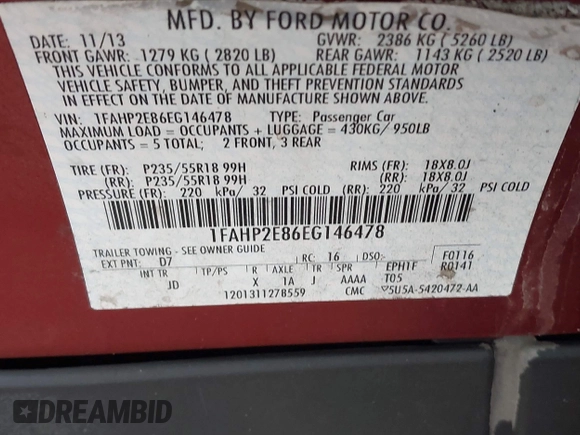 MFD. BY FORD MOTOR CO.
DATE: 11/13 GVWR: 2386 KG ( 5260 LB)
FRONT GAWR: 1279 KG ( 2820 LB) REAR GAWR: 1143 KG ( 2520 LB)
THIS VEHICLE CONFORMS TO ALL APPLICABLE FEDERAL MOTOR
VEHICLE SAFETY, BUMPER, AND THEFT PREVENTION STANDARDS
IN EFFECT ON THE DATE OF MANUFACTURE SHOWN ABOVE.
VIN: 1FAHP2E86EG146478 TYPE: Passenger Car
MAXIMUM LOAD = OCCUPANTS + LUGGAGE = 430KG/ 950LB
OCCUPANTS = 5 TOTAL; 2 FRONT, 3 REAR
TIRE (FR): P235/55R18 99H RIMS (FR): 18X8.0J
(RR): P235/55R18 99H (RR): 18X8.0J
PRESSURE (FR): 220 kPa/ 32 PSI COLD (RR): 220 kPa/ 32 PSI COLD
1FAHP2E86EG146478
TRAILER TOWING - SEE OWNER GUIDE
EXT PNT: D7 RC: 16 DSO: F0116
INT TR TP/PS R AXLE TR SPR EPH1F R0141
JD X 1A J AAAA T05
1201311278559 CMC 5U5A-5420472-AA
DREAMBID